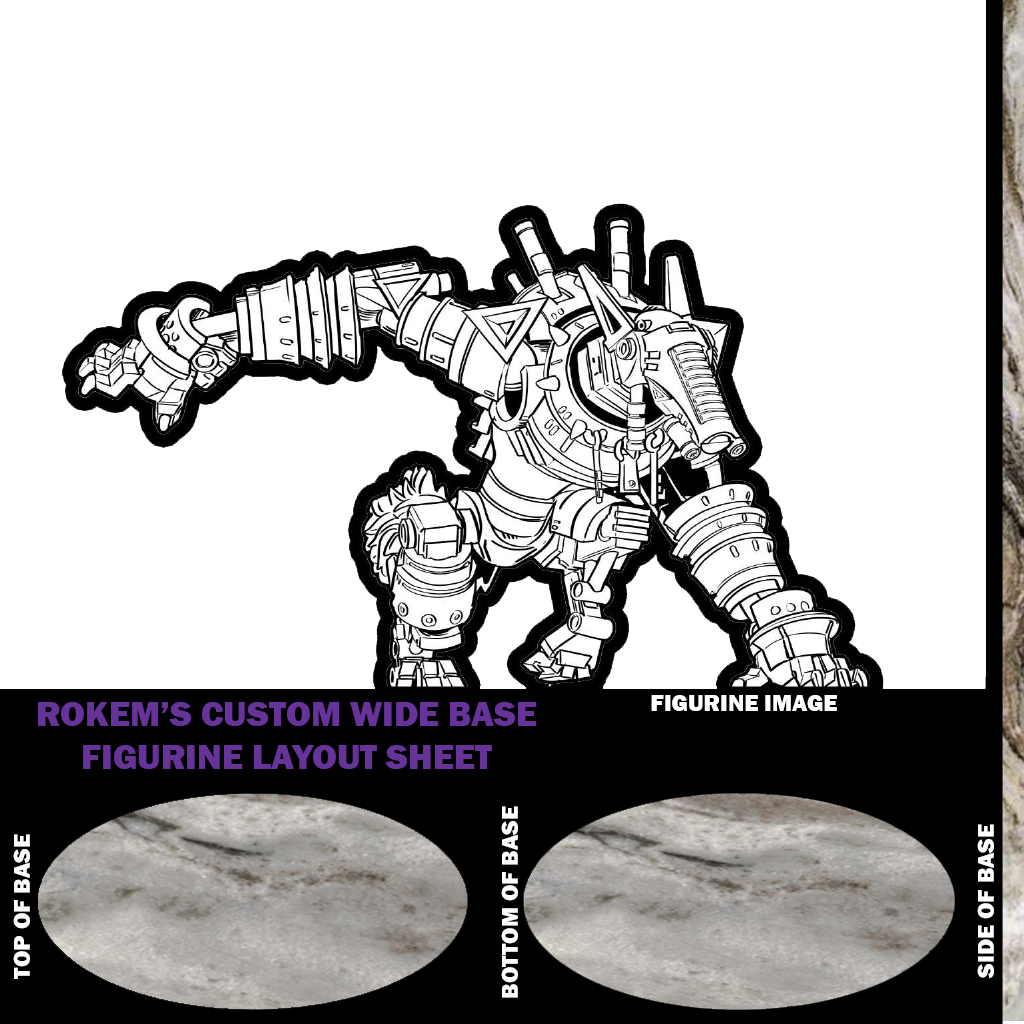 FIGURINE IMAGE
ROKEM’S CUSTOM WIDE BASE
FIGURINE LAYOUT SHEET
TOP OF BASE
BOTTOM OF BASE
SIDE OF BASE